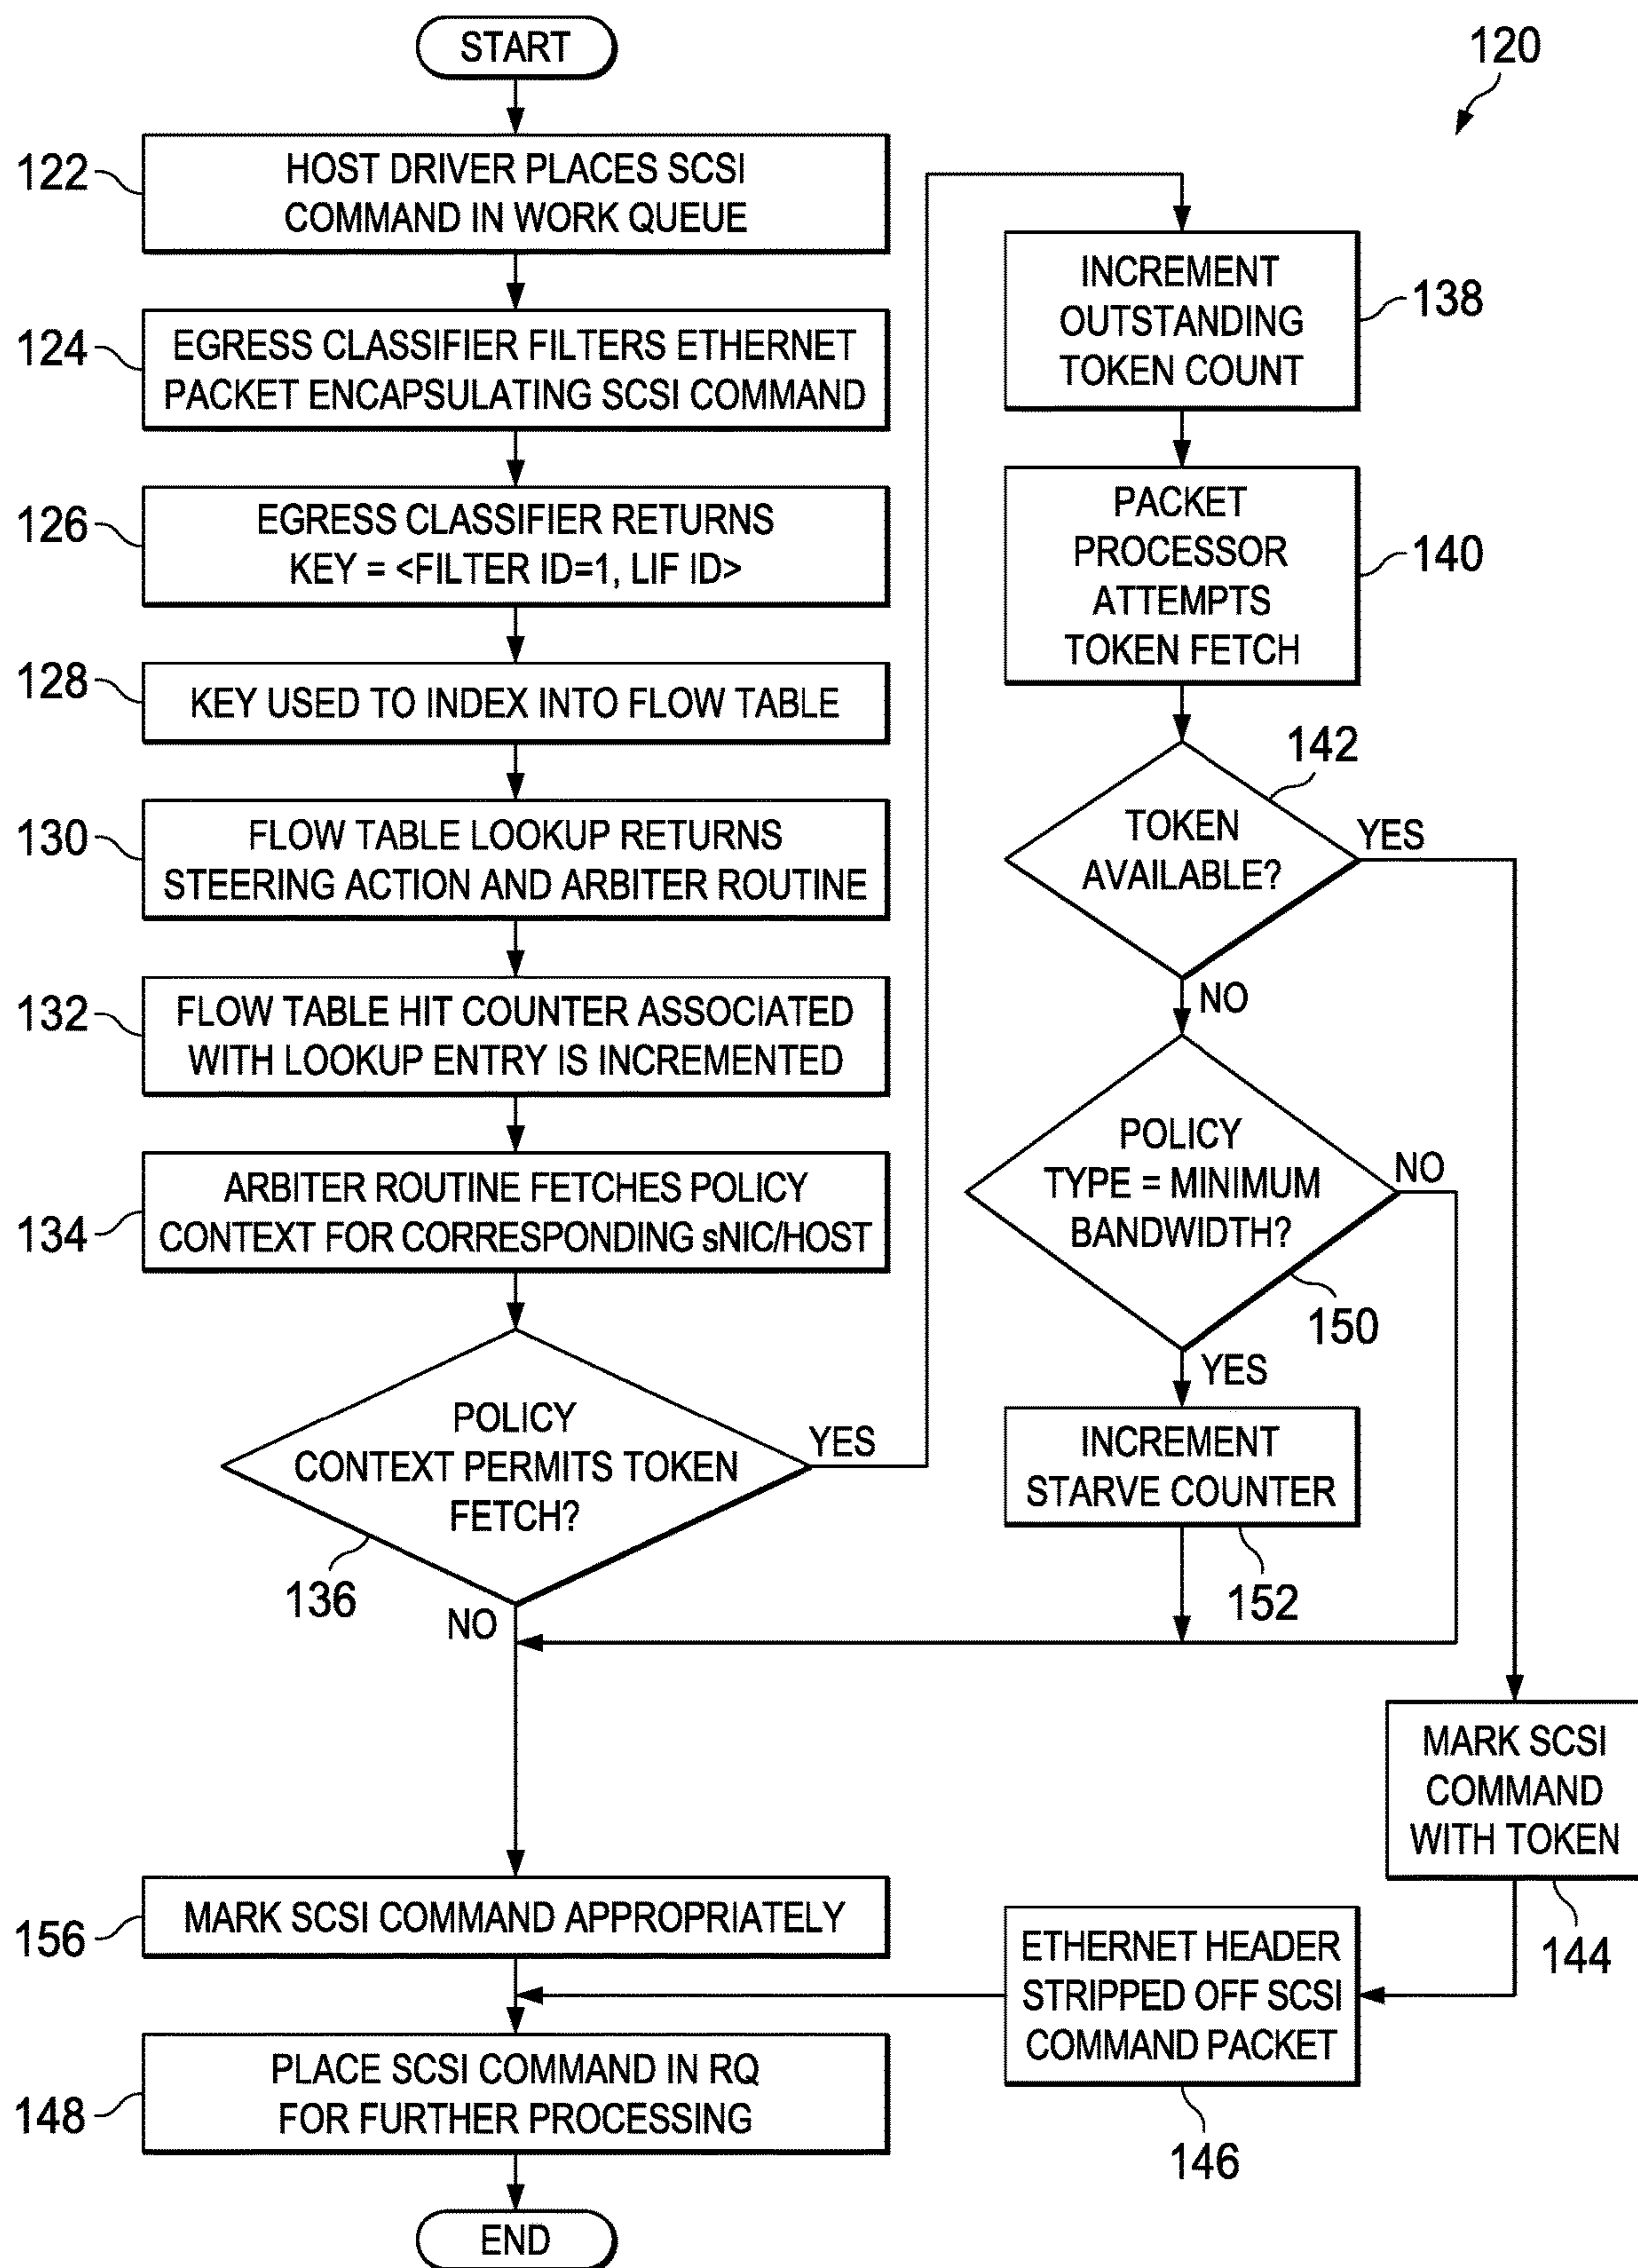 START
120
122
HOST DRIVER PLACES SCSI
COMMAND IN WORK QUEUE
124
EGRESS CLASSIFIER FILTERS ETHERNET
PACKET ENCAPSULATING SCSI COMMAND
126
EGRESS CLASSIFIER RETURNS
KEY = <FILTER ID=1, LIF ID>
128
KEY USED TO INDEX INTO FLOW TABLE
130
FLOW TABLE LOOKUP RETURNS
STEERING ACTION AND ARBITER ROUTINE
132
FLOW TABLE HIT COUNTER ASSOCIATED
WITH LOOKUP ENTRY IS INCREMENTED
134
ARBITER ROUTINE FETCHES POLICY
CONTEXT FOR CORRESPONDING sNIC/HOST
POLICY
CONTEXT PERMITS TOKEN
FETCH?
YES
136
NO
INCREMENT
OUTSTANDING
TOKEN COUNT
138
PACKET
PROCESSOR
ATTEMPTS
TOKEN FETCH
140
142
TOKEN
AVAILABLE?
YES
NO
POLICY
TYPE = MINIMUM
BANDWIDTH?
NO
150
YES
INCREMENT
STARVE COUNTER
152
MARK SCSI
COMMAND
WITH TOKEN
144
ETHERNET HEADER
STRIPPED OFF SCSI
COMMAND PACKET
146
156
MARK SCSI COMMAND APPROPRIATELY
148
PLACE SCSI COMMAND IN RQ
FOR FURTHER PROCESSING
END